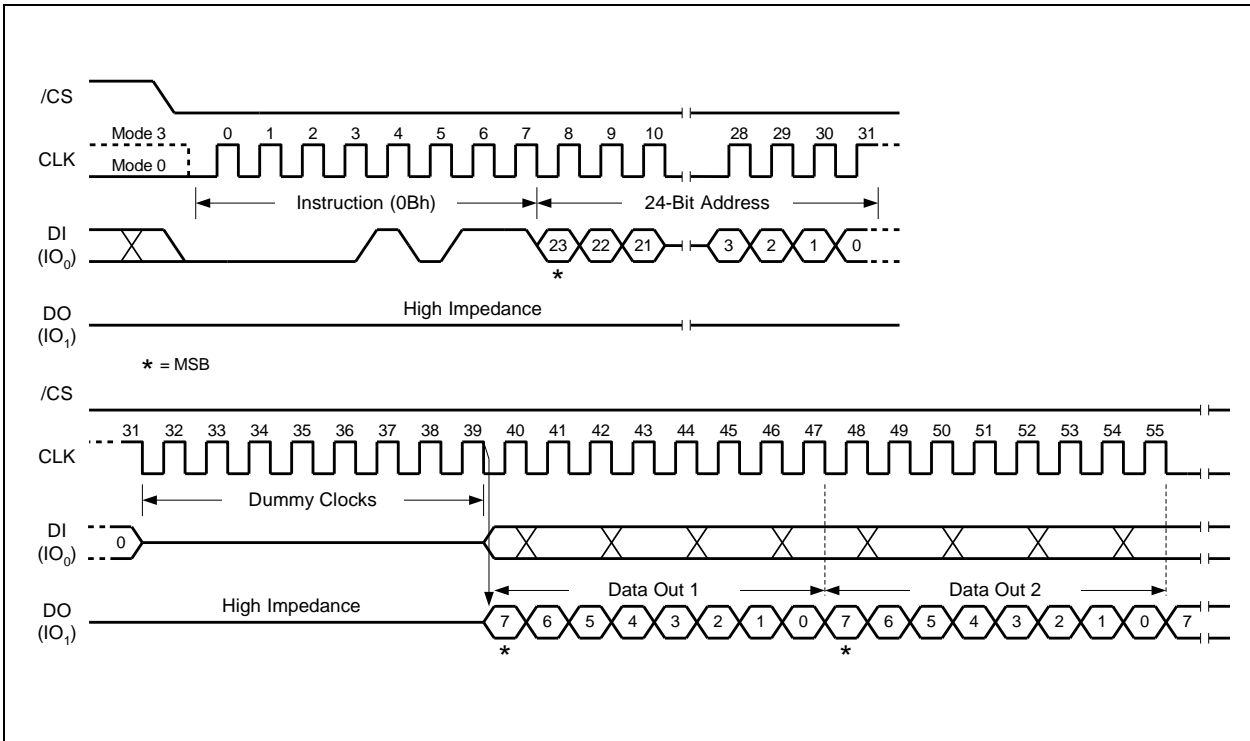 /CS
Mode 3 0 1 2 3 4 5 6 7 8 9 10 28 29 30 31
CLK
Mode 0
Instruction (0Bh) 24-Bit Address
DI
(IO0) 23 22 21 3 2 1 0
*
High Impedance
DO
(IO1)
* = MSB
/CS
31 32 33 34 35 36 37 38 39 40 41 42 43 44 45 46 47 48 49 50 51 52 53 54 55
CLK
Dummy Clocks
DI
(IO0) 0
Data Out 1 Data Out 2
High Impedance
DO
(IO1) 7 6 5 4 3 2 1 0 7 6 5 4 3 2 1 0 7
* *